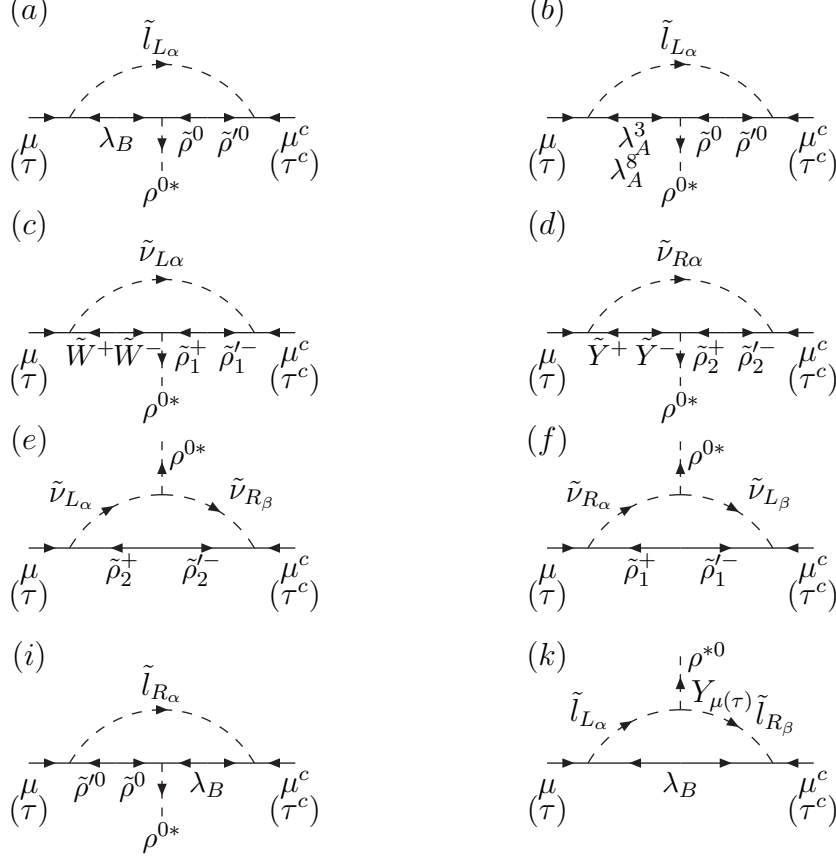 (a) (b)
l̃_{L_α} l̃_{L_α}
μ (τ) λ_B ρ̃^0 ρ̃′^0 μ^c (τ^c) μ (τ) λ_A^3 λ_A^8 ρ̃^0 ρ̃′^0 μ^c (τ^c)
ρ^{0*} ρ^{0*}
(c) (d)
ν̃_{Lα} ν̃_{Rα}
μ (τ) W̃^+ W̃^- ρ̃_1^+ ρ̃_1′^- μ^c (τ^c) μ (τ) Ỹ^+ Ỹ^- ρ̃_2^+ ρ̃_2′^- μ^c (τ^c)
ρ^{0*} ρ^{0*}
(e) (f)
ρ^{0*} ρ^{0*}
ν̃_{L_α} ν̃_{R_β} ν̃_{R_α} ν̃_{L_β}
μ (τ) ρ̃_2^+ ρ̃_2′^- μ^c (τ^c) μ (τ) ρ̃_1^+ ρ̃_1′^- μ^c (τ^c)
(i) (k)
ρ^{*0}
l̃_{R_α} l̃_{L_α} Y_{μ(τ)} l̃_{R_β}
μ (τ) ρ̃′^0 ρ̃^0 λ_B μ^c (τ^c) μ (τ) λ_B μ^c (τ^c)
ρ^{0*}